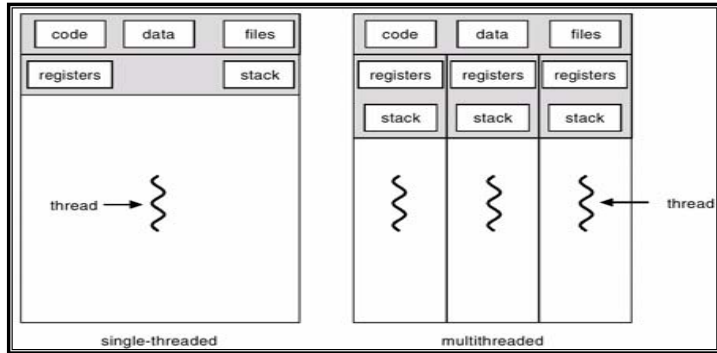 code data files
registers stack
thread
single-threaded
code data files
registers registers registers
stack stack stack
thread
multithreaded